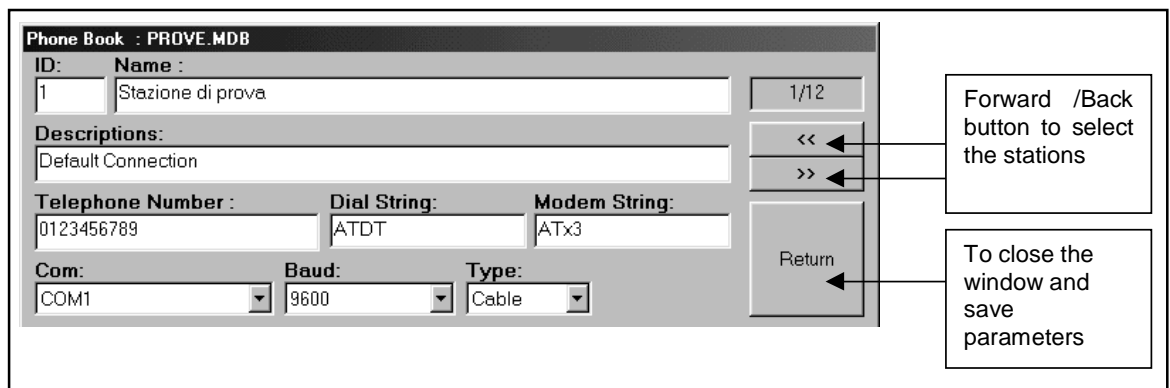 Phone Book : PROVE.MDB
ID: Name :
1 Stazione di prova
1/12
Descriptions:
Default Connection
<<
>>
Telephone Number : Dial String: Modem String:
0123456789 ATDT ATx3
Com: Baud: Type:
COM1 9600 Cable
Return
Forward /Back
button to select
the stations
To close the
window and
save
parameters